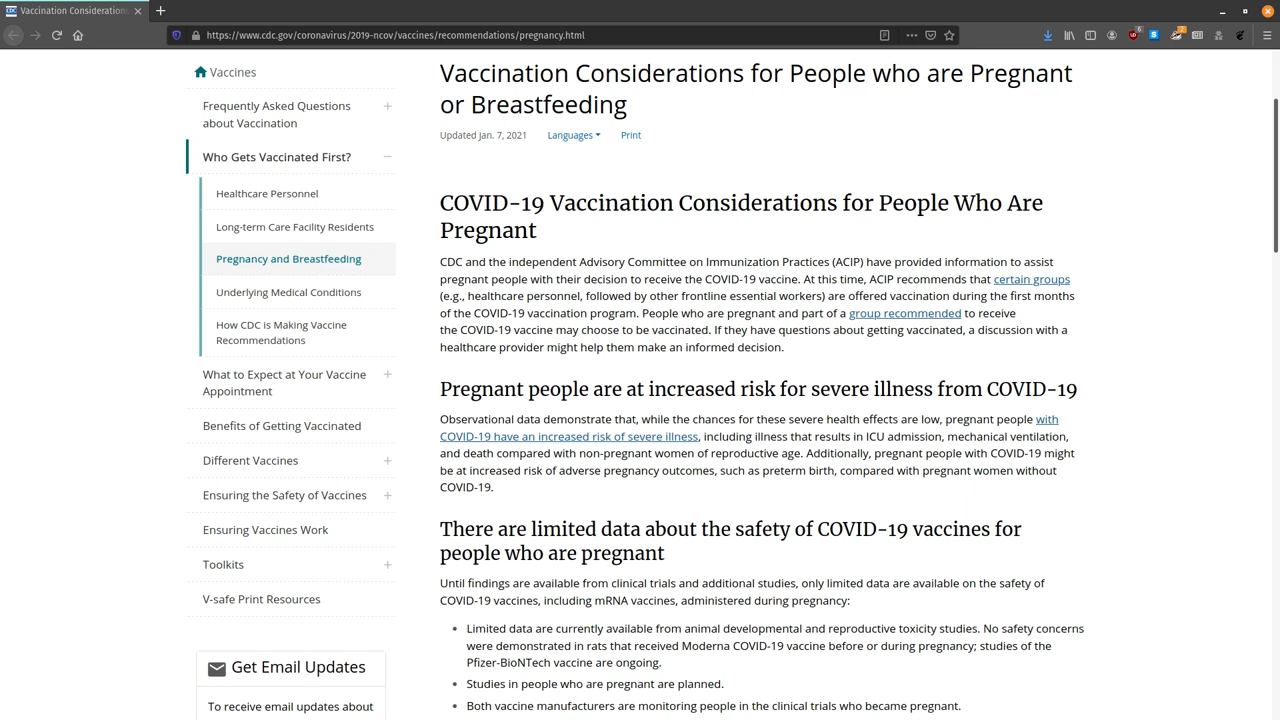 CDC Vaccination Considerations
https://www.cdc.gov/coronavirus/2019-ncov/vaccines/recommendations/pregnancy.html
6
2
Vaccines
Frequently Asked Questions
about Vaccination
Who Gets Vaccinated First?
Healthcare Personnel
Long-term Care Facility Residents
Pregnancy and Breastfeeding
Underlying Medical Conditions
How CDC is Making Vaccine
Recommendations
What to Expect at Your Vaccine
Appointment
Benefits of Getting Vaccinated
Different Vaccines
Ensuring the Safety of Vaccines
Ensuring Vaccines Work
Toolkits
V-safe Print Resources
Get Email Updates
To receive email updates about
Vaccination Considerations for People who are Pregnant
or Breastfeeding
Updated Jan. 7, 2021 Languages Print
COVID-19 Vaccination Considerations for People Who Are
Pregnant
CDC and the independent Advisory Committee on Immunization Practices (ACIP) have provided information to assist
pregnant people with their decision to receive the COVID-19 vaccine. At this time, ACIP recommends that certain groups
(e.g., healthcare personnel, followed by other frontline essential workers) are offered vaccination during the first months
of the COVID-19 vaccination program. People who are pregnant and part of a group recommended to receive
the COVID-19 vaccine may choose to be vaccinated. If they have questions about getting vaccinated, a discussion with a
healthcare provider might help them make an informed decision.
Pregnant people are at increased risk for severe illness from COVID-19
Observational data demonstrate that, while the chances for these severe health effects are low, pregnant people with
COVID-19 have an increased risk of severe illness, including illness that results in ICU admission, mechanical ventilation,
and death compared with non-pregnant women of reproductive age. Additionally, pregnant people with COVID-19 might
be at increased risk of adverse pregnancy outcomes, such as preterm birth, compared with pregnant women without
COVID-19.
There are limited data about the safety of COVID-19 vaccines for
people who are pregnant
Until findings are available from clinical trials and additional studies, only limited data are available on the safety of
COVID-19 vaccines, including mRNA vaccines, administered during pregnancy:
• Limited data are currently available from animal developmental and reproductive toxicity studies. No safety concerns
were demonstrated in rats that received Moderna COVID-19 vaccine before or during pregnancy; studies of the
Pfizer-BioNTech vaccine are ongoing.
• Studies in people who are pregnant are planned.
• Both vaccine manufacturers are monitoring people in the clinical trials who became pregnant.